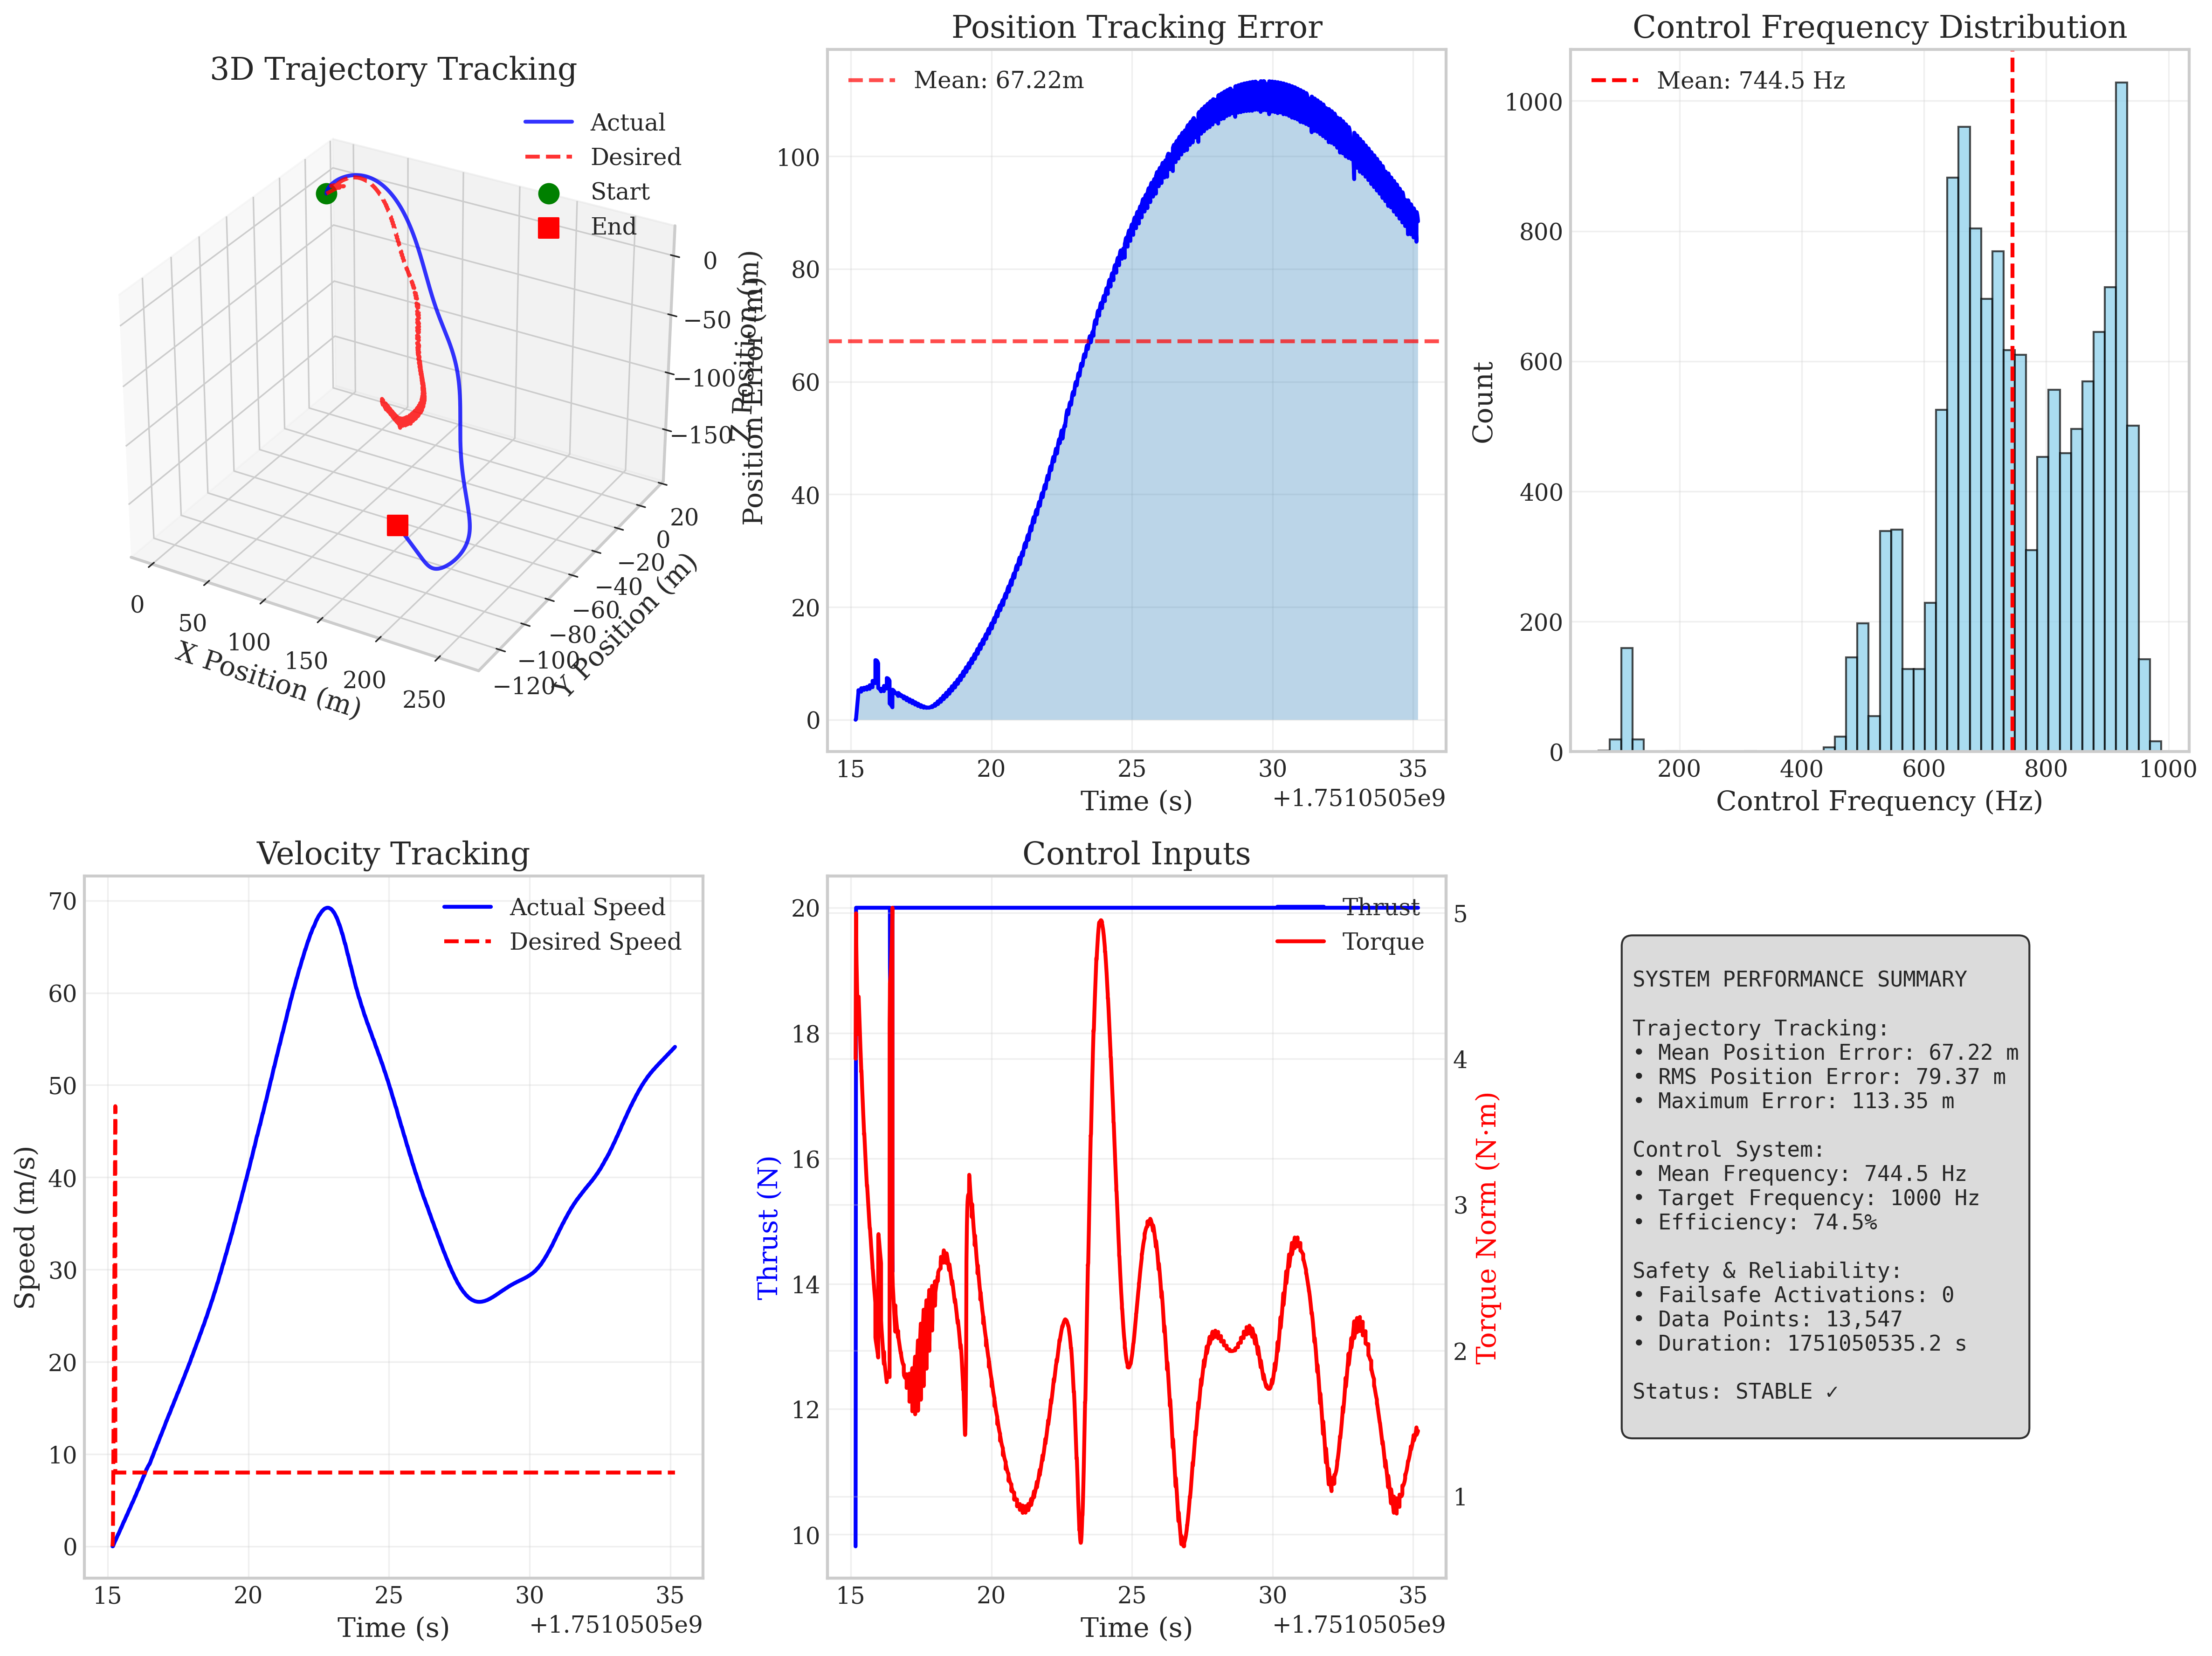 3D Trajectory Tracking
Actual
Desired
Start
End
0
−50
−100
−150
Z Position (m)
20
0
−20
−40
−60
−80
−100
−120
Y Position (m)
0
50
100
150
200
250
X Position (m)
Position Tracking Error
Mean: 67.22m
Position Error (m)
100
80
60
40
20
0
15
20
25
30
35
Time (s)
+1.7510505e9
Control Frequency Distribution
Mean: 744.5 Hz
Count
1000
800
600
400
200
0
200
400
600
800
1000
Control Frequency (Hz)
Velocity Tracking
Actual Speed
Desired Speed
Speed (m/s)
70
60
50
40
30
20
10
0
15
20
25
30
35
Time (s)
+1.7510505e9
Control Inputs
Thrust
Torque
Thrust (N)
20
18
16
14
12
10
5
4
3
2
1
Torque Norm (N·m)
15
20
25
30
35
Time (s)
+1.7510505e9
SYSTEM PERFORMANCE SUMMARY
Trajectory Tracking:
• Mean Position Error: 67.22 m
• RMS Position Error: 79.37 m
• Maximum Error: 113.35 m
Control System:
• Mean Frequency: 744.5 Hz
• Target Frequency: 1000 Hz
• Efficiency: 74.5%
Safety & Reliability:
• Failsafe Activations: 0
• Data Points: 13,547
• Duration: 1751050535.2 s
Status: STABLE ✓